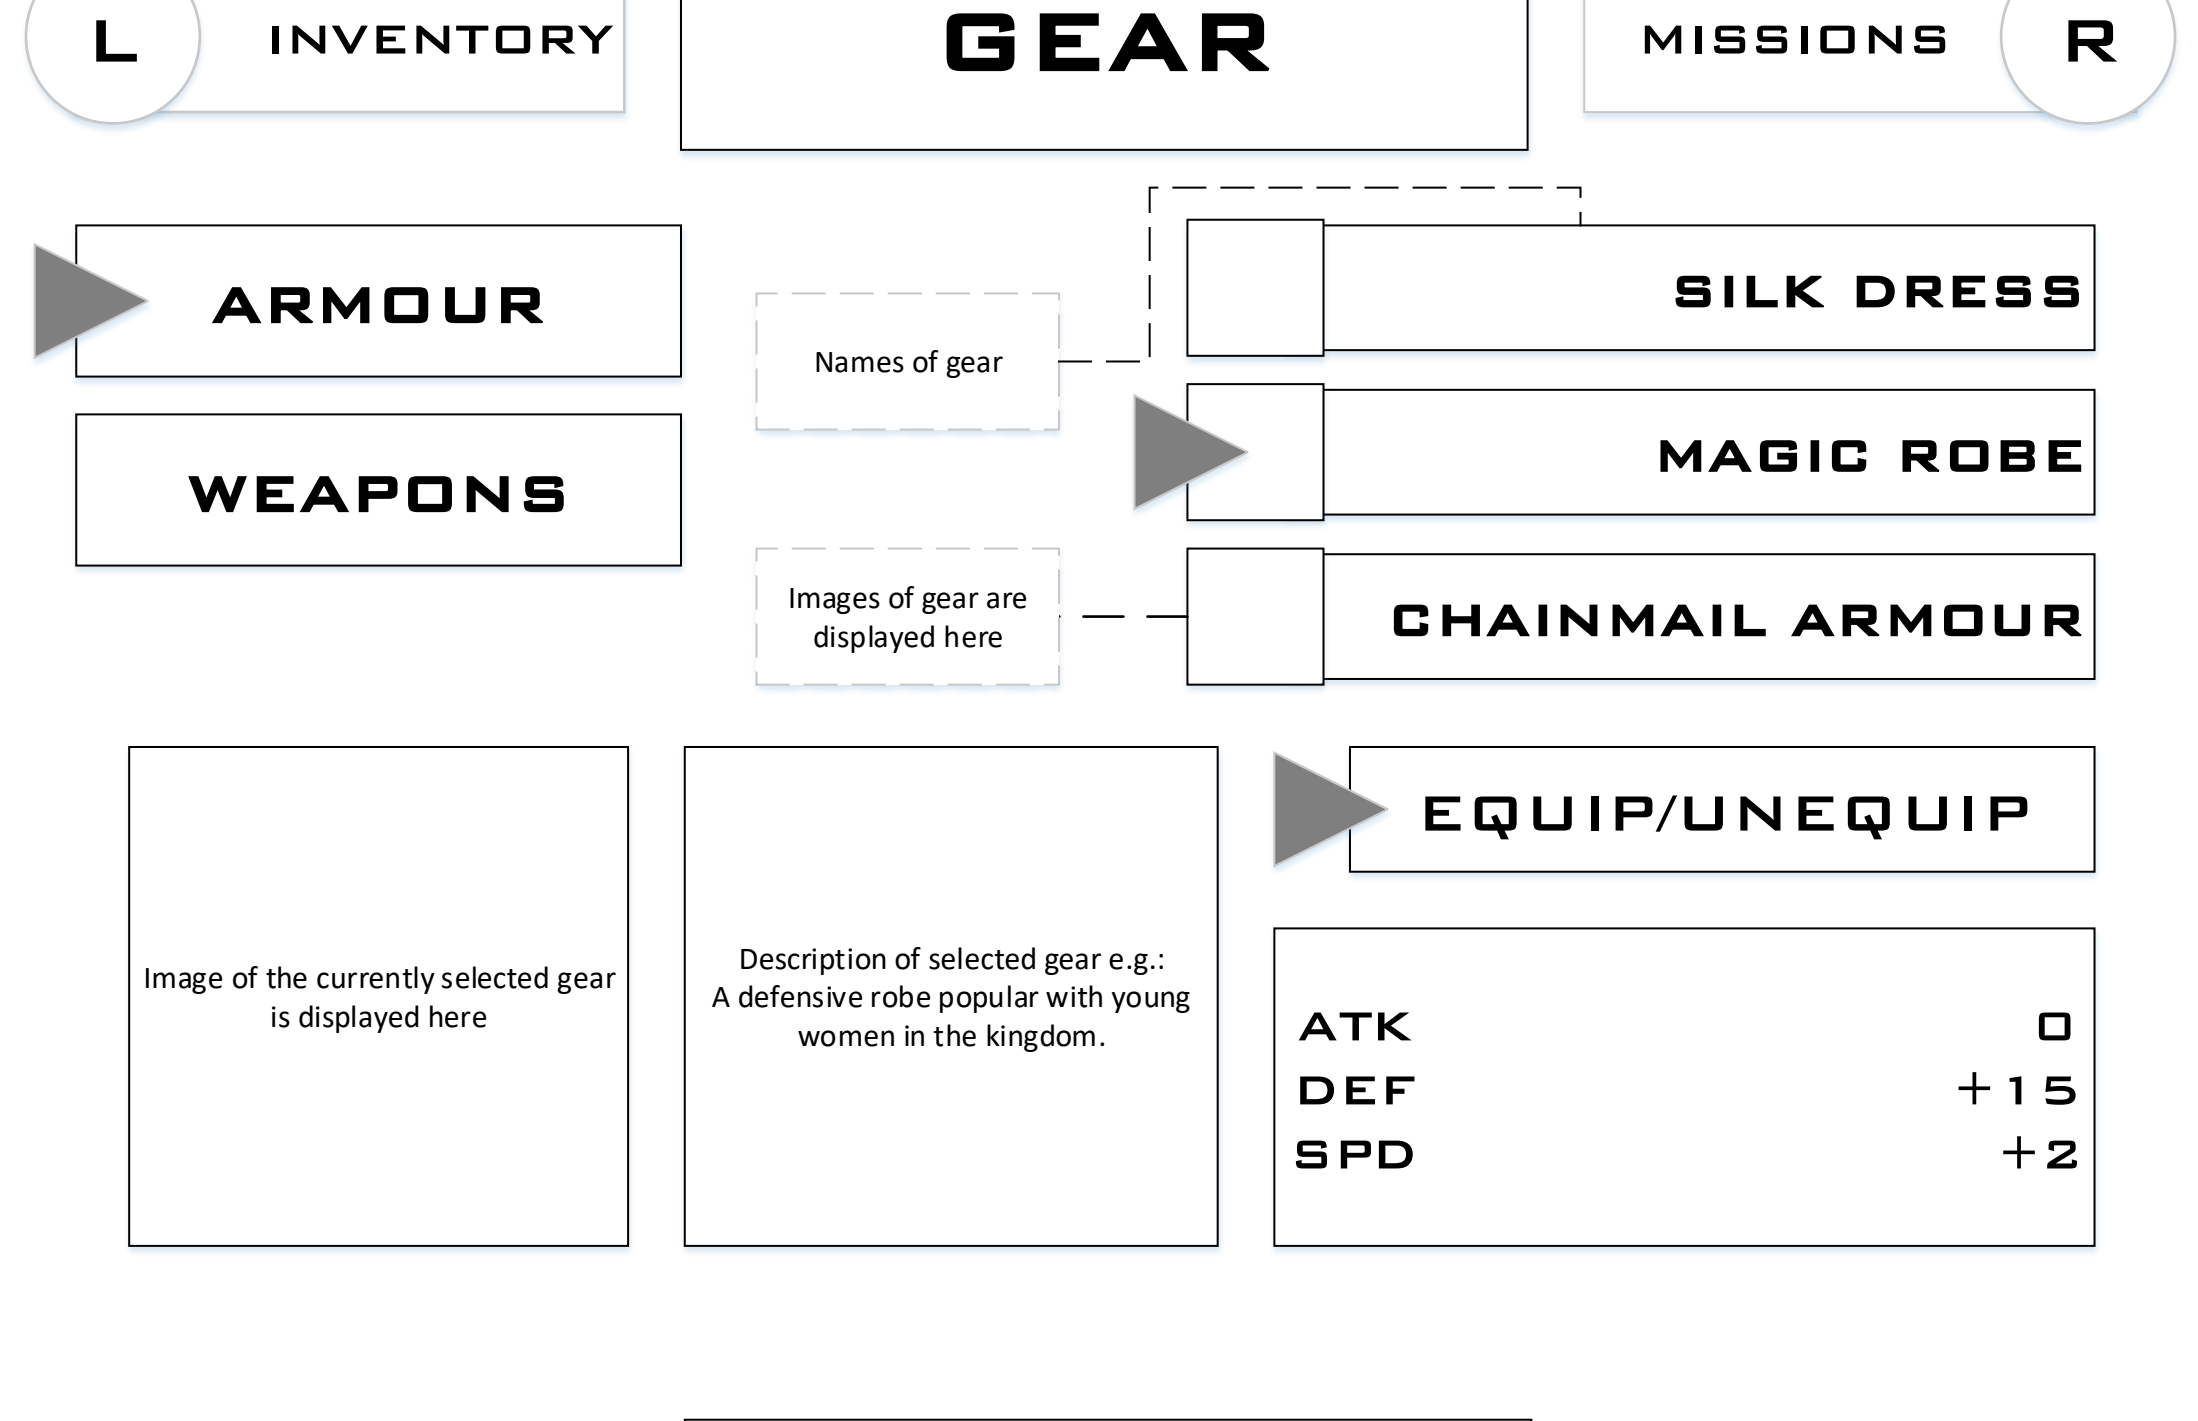 L
INVENTORY
GEAR
MISSIONS
R
ARMOUR
WEAPONS
Names of gear
Images of gear are
displayed here
SILK DRESS
MAGIC ROBE
CHAINMAIL ARMOUR
Image of the currently selected gear
is displayed here
Description of selected gear e.g.:
A defensive robe popular with young
women in the kingdom.
EQUIP/UNEQUIP
ATK 0
DEF +15
SPD +2